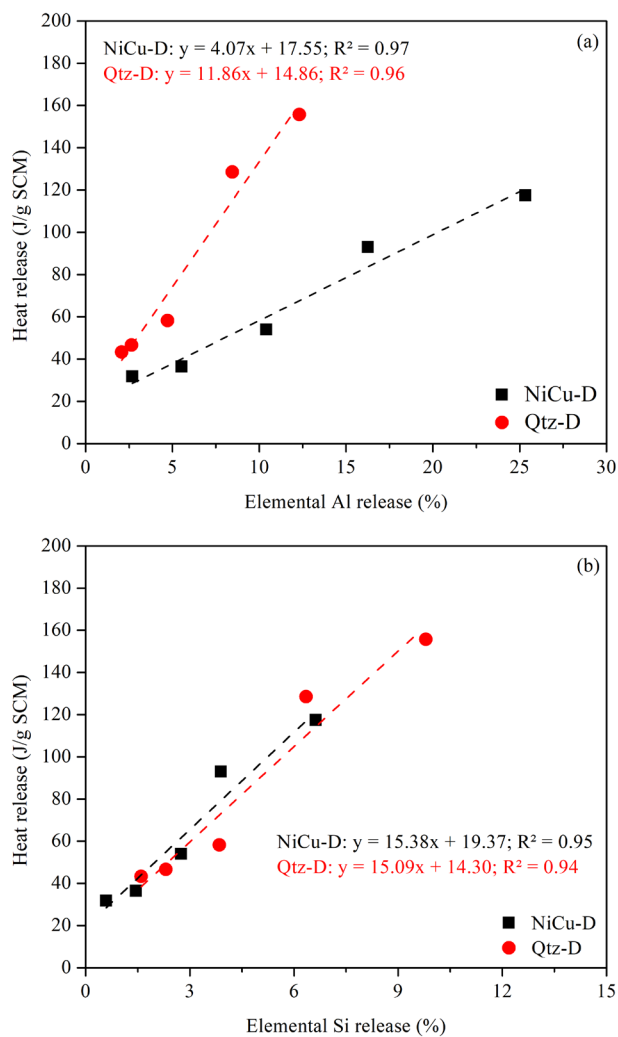 200
180
160
140
120
100
80
60
40
20
0
Heat release (J/g SCM)
(a)
NiCu-D: y = 4.07x + 17.55; R² = 0.97
Qtz-D: y = 11.86x + 14.86; R² = 0.96
NiCu-D
Qtz-D
0 5 10 15 20 25 30
Elemental Al release (%)
200
180
160
140
120
100
80
60
40
20
0
Heat release (J/g SCM)
(b)
NiCu-D: y = 15.38x + 19.37; R² = 0.95
Qtz-D: y = 15.09x + 14.30; R² = 0.94
NiCu-D
Qtz-D
0 3 6 9 12 15
Elemental Si release (%)